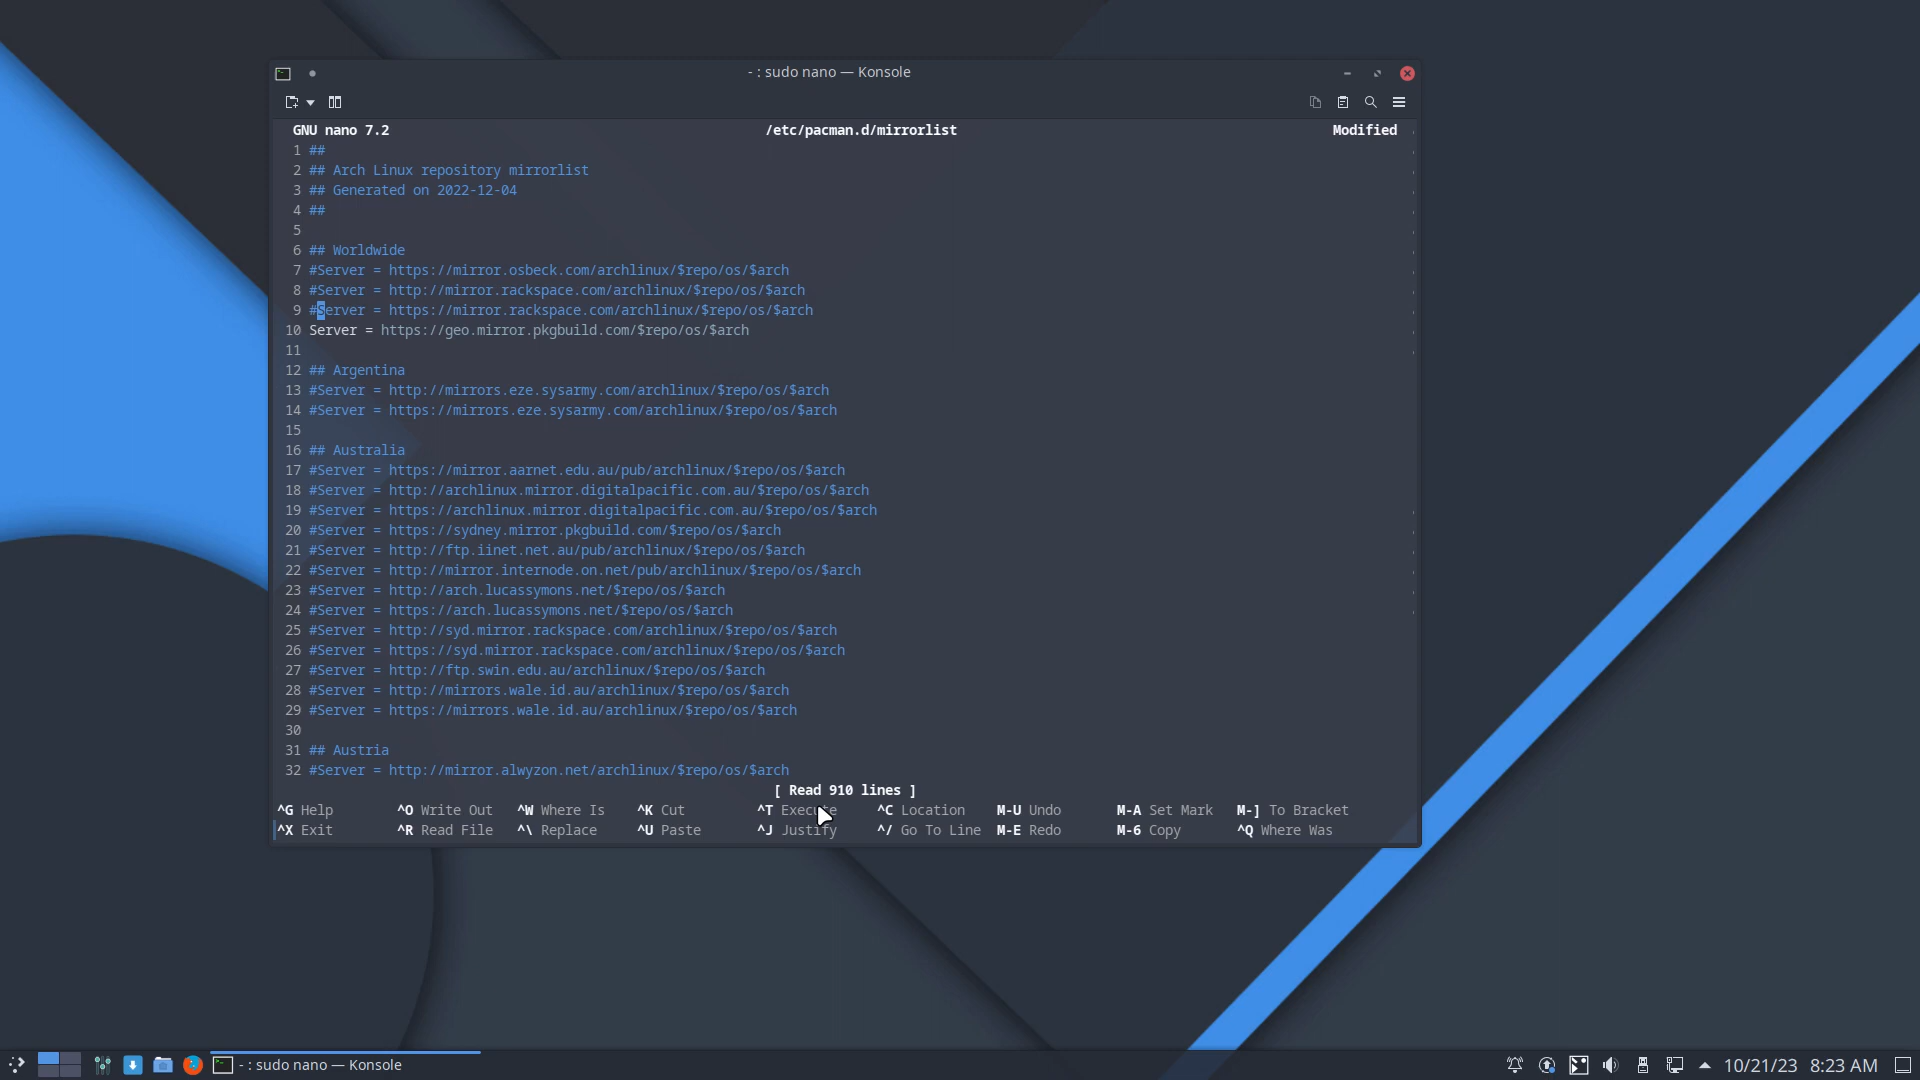 - : sudo nano — Konsole
GNU nano 7.2 /etc/pacman.d/mirrorlist Modified
1 ##
2 ## Arch Linux repository mirrorlist
3 ## Generated on 2022-12-04
4 ##
5
6 ## Worldwide
7 #Server = https://mirror.osbeck.com/archlinux/$repo/os/$arch
8 #Server = http://mirror.rackspace.com/archlinux/$repo/os/$arch
9 #Server = https://mirror.rackspace.com/archlinux/$repo/os/$arch
10 Server = https://geo.mirror.pkgbuild.com/$repo/os/$arch
11
12 ## Argentina
13 #Server = http://mirrors.eze.sysarmy.com/archlinux/$repo/os/$arch
14 #Server = https://mirrors.eze.sysarmy.com/archlinux/$repo/os/$arch
15
16 ## Australia
17 #Server = https://mirror.aarnet.edu.au/pub/archlinux/$repo/os/$arch
18 #Server = http://archlinux.mirror.digitalpacific.com.au/$repo/os/$arch
19 #Server = https://archlinux.mirror.digitalpacific.com.au/$repo/os/$arch
20 #Server = https://sydney.mirror.pkgbuild.com/$repo/os/$arch
21 #Server = http://ftp.iinet.net.au/pub/archlinux/$repo/os/$arch
22 #Server = http://mirror.internode.on.net/pub/archlinux/$repo/os/$arch
23 #Server = http://arch.lucassymons.net/$repo/os/$arch
24 #Server = https://arch.lucassymons.net/$repo/os/$arch
25 #Server = http://syd.mirror.rackspace.com/archlinux/$repo/os/$arch
26 #Server = https://syd.mirror.rackspace.com/archlinux/$repo/os/$arch
27 #Server = http://ftp.swin.edu.au/archlinux/$repo/os/$arch
28 #Server = http://mirrors.wale.id.au/archlinux/$repo/os/$arch
29 #Server = https://mirrors.wale.id.au/archlinux/$repo/os/$arch
30
31 ## Austria
32 #Server = http://mirror.alwyzon.net/archlinux/$repo/os/$arch
[ Read 910 lines ]
^G Help ^O Write Out ^W Where Is ^K Cut ^T Execute ^C Location M-U Undo M-A Set Mark M-] To Bracket
^X Exit ^R Read File ^\ Replace ^U Paste ^J Justify ^/ Go To Line M-E Redo M-6 Copy ^Q Where Was
- : sudo nano — Konsole 10/21/23 8:23 AM